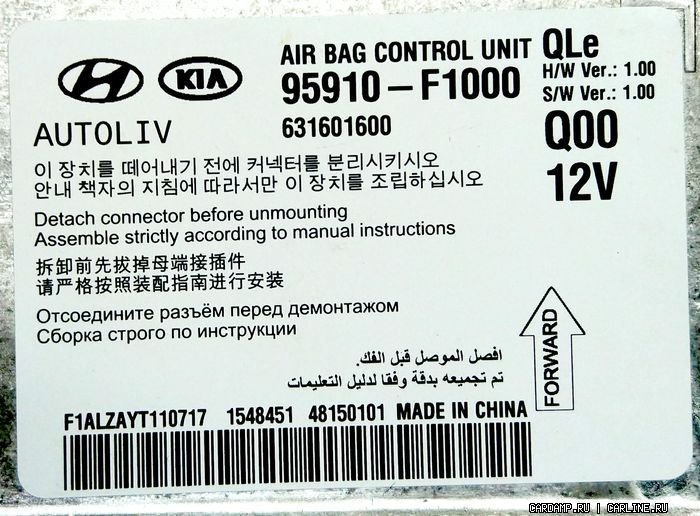 KIA
AIR BAG CONTROL UNIT
QLe
95910-F1000
H/W Ver.: 1.00
S/W Ver.: 1.00
AUTOLIV
631601600
Q00
12V
이 장치를 떼어내기 전에 커넥터를 분리시키시오
안내 책자의 지침에 따라서만 이 장치를 조립하십시오
Detach connector before unmounting
Assemble strictly according to manual instructions
拆卸前先拔掉母端接插件
请严格按照装配指南进行安装
Отсоедините разъём перед демонтажом
Сборка строго по инструкции
افصل الموصل قبل الفك.
تم تجميعه بدقة وفقا لدليل التعليمات
FORWARD
F1ALZAYT110717 1548451 48150101 MADE IN CHINA
CARDAMP.RU | CARLINE.RU